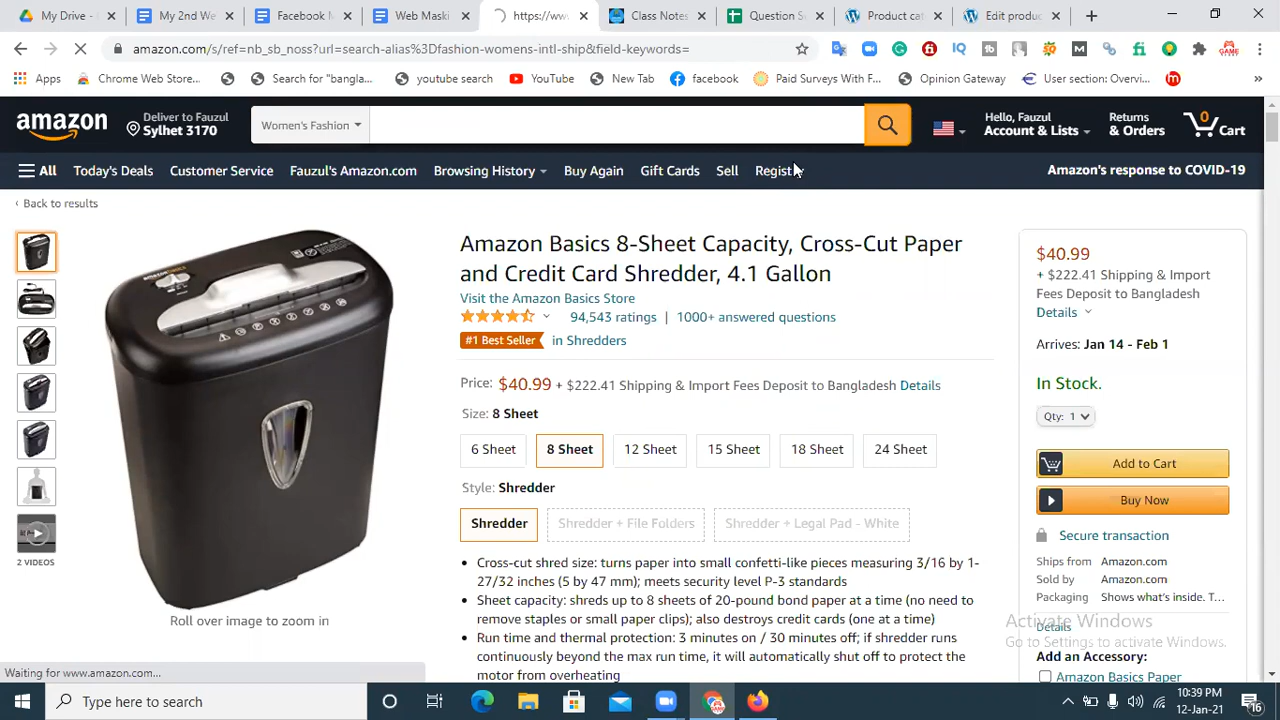 My Drive -
My 2nd We
Facebook M
Web Maski
https://ww
Class Notes
Question S
Product ca
Edit produc
amazon.com/s/ref=nb_sb_noss?url=search-alias%3Dfashion-womens-intl-ship&field-keywords=
Apps
Chrome Web Store...
Search for "bangla...
youtube search
YouTube
New Tab
facebook
Paid Surveys With F...
Opinion Gateway
User section: Overvi...
»
amazon
Deliver to Fauzul
Sylhet 3170
Women's Fashion
Hello, Fauzul
Account & Lists
Returns
& Orders
0
Cart
All
Today's Deals
Customer Service
Fauzul's Amazon.com
Browsing History
Buy Again
Gift Cards
Sell
Registry
Amazon's response to COVID-19
‹ Back to results
Amazon Basics 8-Sheet Capacity, Cross-Cut Paper
and Credit Card Shredder, 4.1 Gallon
Visit the Amazon Basics Store
94,543 ratings | 1000+ answered questions
#1 Best Seller in Shredders
Price: $40.99 + $222.41 Shipping & Import Fees Deposit to Bangladesh Details
Size: 8 Sheet
6 Sheet
8 Sheet
12 Sheet
15 Sheet
18 Sheet
24 Sheet
Style: Shredder
Shredder
Shredder + File Folders
Shredder + Legal Pad - White
• Cross-cut shred size: turns paper into small confetti-like pieces measuring 3/16 by 1-
27/32 inches (5 by 47 mm); meets security level P-3 standards
• Sheet capacity: shreds up to 8 sheets of 20-pound bond paper at a time (no need to
remove staples or small paper clips); also destroys credit cards (one at a time)
• Run time and thermal protection: 3 minutes on / 30 minutes off; if shredder runs
continuously beyond the max run time, it will automatically shut off to protect the
motor from overheating
2 VIDEOS
Roll over image to zoom in
$40.99
+ $222.41 Shipping & Import
Fees Deposit to Bangladesh
Details
Arrives: Jan 14 - Feb 1
In Stock.
Qty: 1
Add to Cart
Buy Now
Secure transaction
Ships from Amazon.com
Sold by Amazon.com
Packaging Shows what's inside. T...
Details
Activate Windows
Go to Settings to activate Windows.
Add an Accessory:
Amazon Basics Paper
Waiting for www.amazon.com...
Type here to search
10:39 PM
12-Jan-21
16